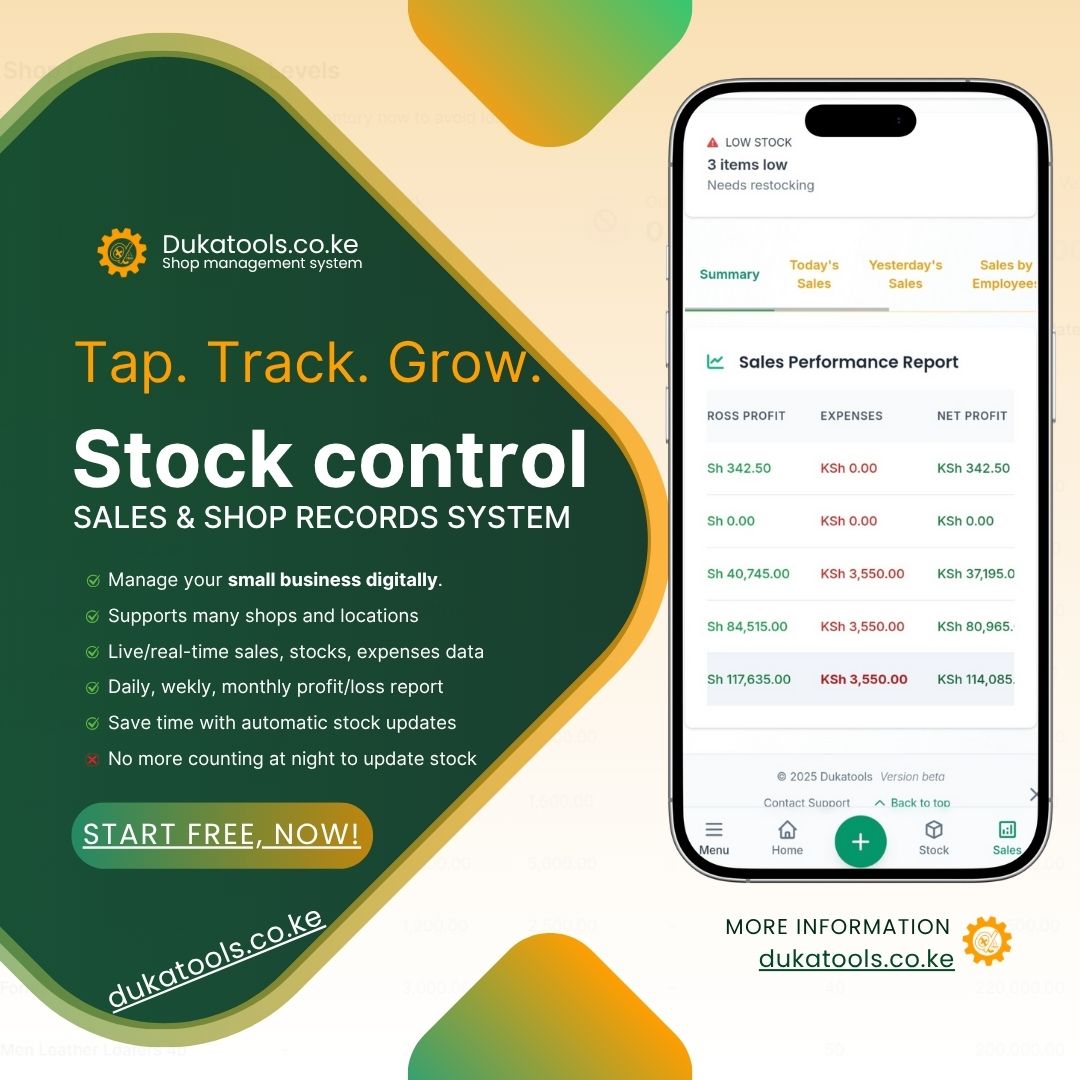 Dukatools.co.ke
Shop management system
Tap. Track. Grow.
Stock control
SALES & SHOP RECORDS SYSTEM
Manage your small business digitally.
Supports many shops and locations
Live/real-time sales, stocks, expenses data
Daily, wekly, monthly profit/loss report
Save time with automatic stock updates
No more counting at night to update stock
START FREE, NOW!
dukatools.co.ke
LOW STOCK
3 items low
Needs restocking
Summary
Today's Sales
Yesterday's Sales
Sales by Employees
Sales Performance Report
ROSS PROFIT EXPENSES NET PROFIT
Sh 342.50 KSh 0.00 KSh 342.50
Sh 0.00 KSh 0.00 KSh 0.00
Sh 40,745.00 KSh 3,550.00 KSh 37,195.0
Sh 84,515.00 KSh 3,550.00 KSh 80,965.
Sh 117,635.00 KSh 3,550.00 KSh 114,085.
© 2025 Dukatools Version beta
Contact Support Back to top
Menu Home Stock Sales
MORE INFORMATION
dukatools.co.ke